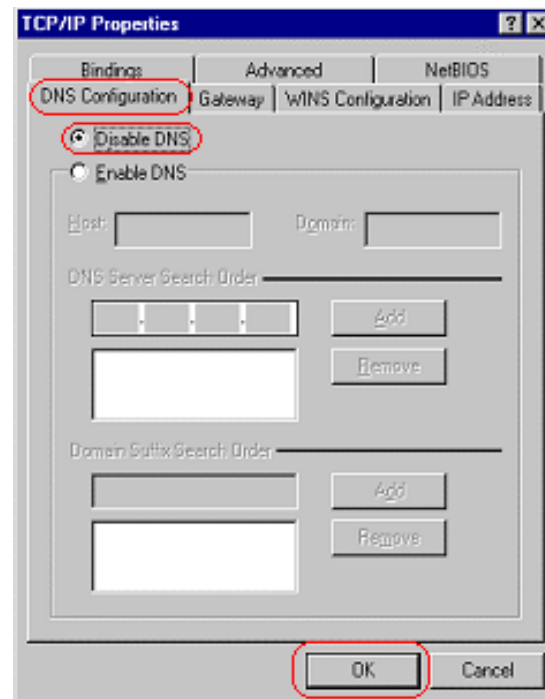 TCP/IP Properties
? X
Bindings Advanced NetBIOS
DNS Configuration Gateway WINS Configuration IP Address
Disable DNS
Enable DNS
Host: Domain:
DNS Server Search Order
Add
Remove
Domain Suffix Search Order
Add
Remove
OK Cancel